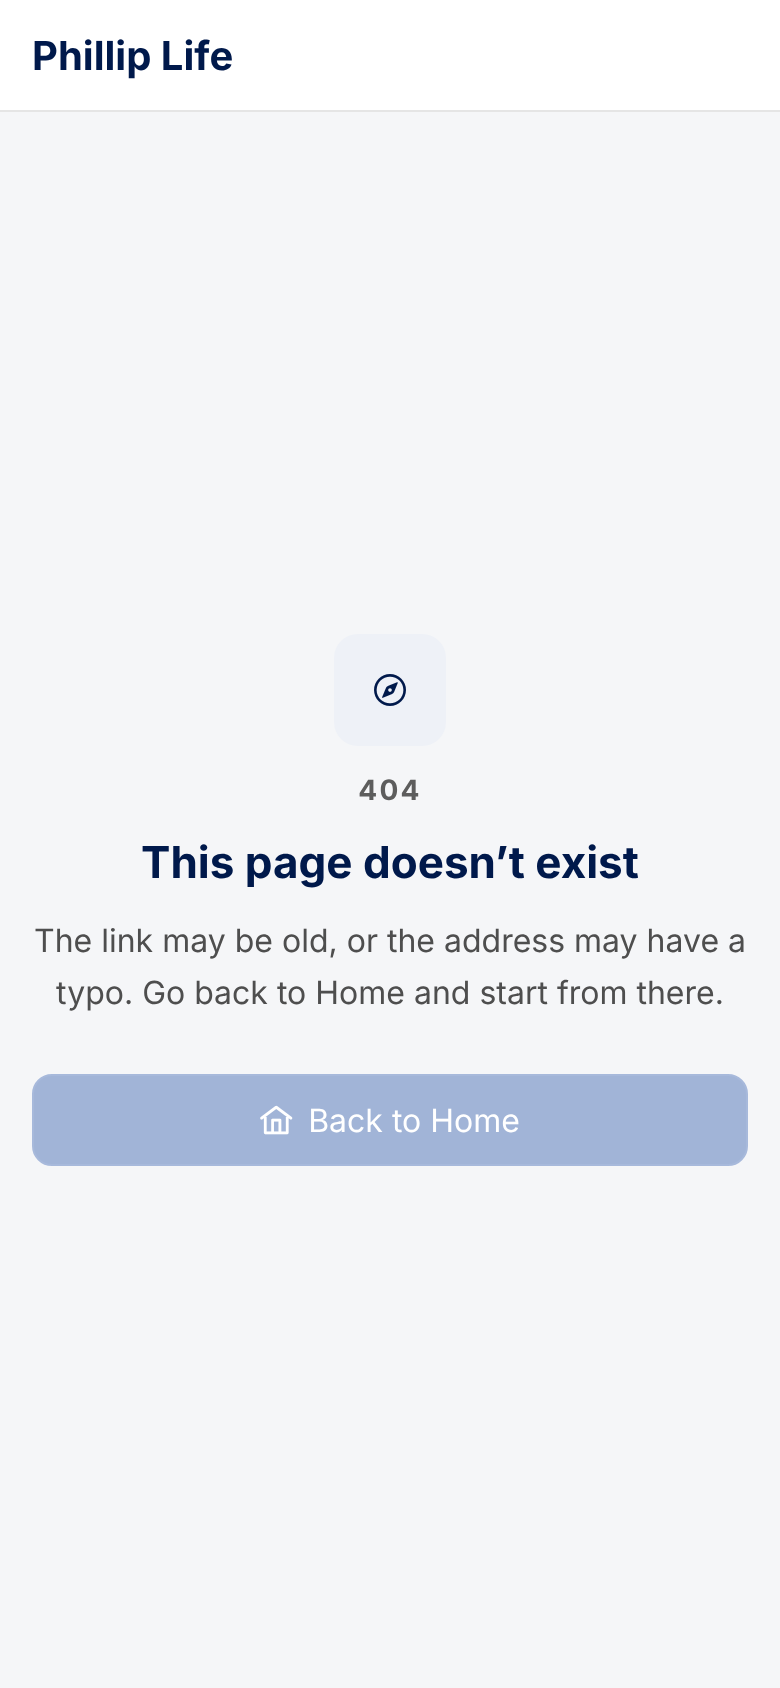 Phillip Life
404
This page doesn’t exist
The link may be old, or the address may have a
typo. Go back to Home and start from there.
Back to Home